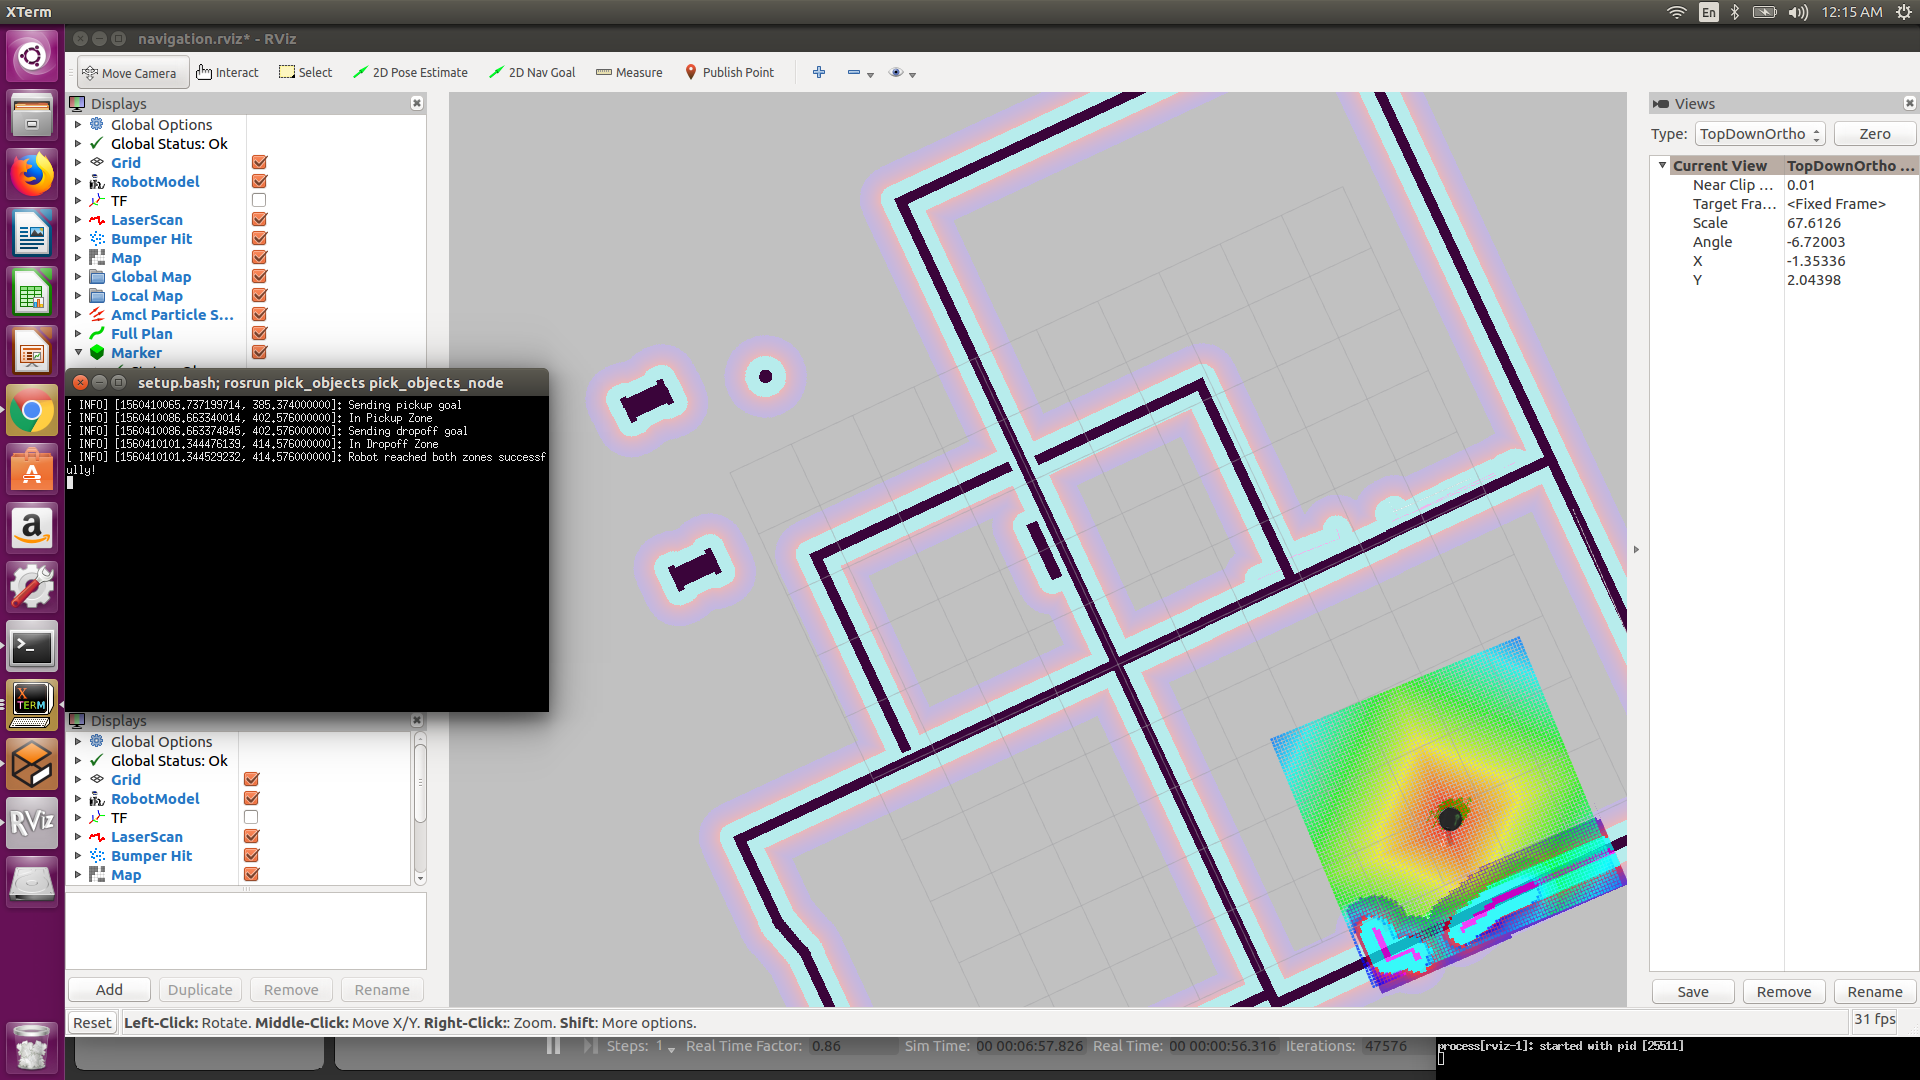 XTerm
En
12:15 AM
navigation.rviz* - RViz
Move Camera Interact Select 2D Pose Estimate 2D Nav Goal Measure Publish Point
Displays
Global Options
Global Status: Ok
Grid
RobotModel
TF
LaserScan
Bumper Hit
Map
Global Map
Local Map
Amcl Particle S...
Full Plan
Marker
setup.bash; rosrun pick_objects pick_objects_node
[ INFO] [1560410065.737199714, 385.374000000]: Sending pickup goal
[ INFO] [1560410086.663340014, 402.576000000]: In Pickup Zone
[ INFO] [1560410086.663374845, 402.576000000]: Sending dropoff goal
[ INFO] [1560410101.344476139, 414.576000000]: In Dropoff Zone
[ INFO] [1560410101.344529232, 414.576000000]: Robot reached both zones successf
ully!
Displays
Global Options
Global Status: Ok
Grid
RobotModel
TF
LaserScan
Bumper Hit
Map
Add Duplicate Remove Rename
Reset Left-Click: Rotate. Middle-Click: Move X/Y. Right-Click:: Zoom. Shift: More options.
31 fps
Views
Type: TopDownOrtho Zero
Current View TopDownOrtho ...
Near Clip ... 0.01
Target Fra... <Fixed Frame>
Scale 67.6126
Angle -6.72003
X -1.35336
Y 2.04398
Save Remove Rename
Steps: 1 Real Time Factor: 0.86 Sim Time: 00 00:06:57.826 Real Time: 00 00:00:56.316 Iterations: 47576
process[rviz-1]: started with pid [25511]
X
TERM
RViz